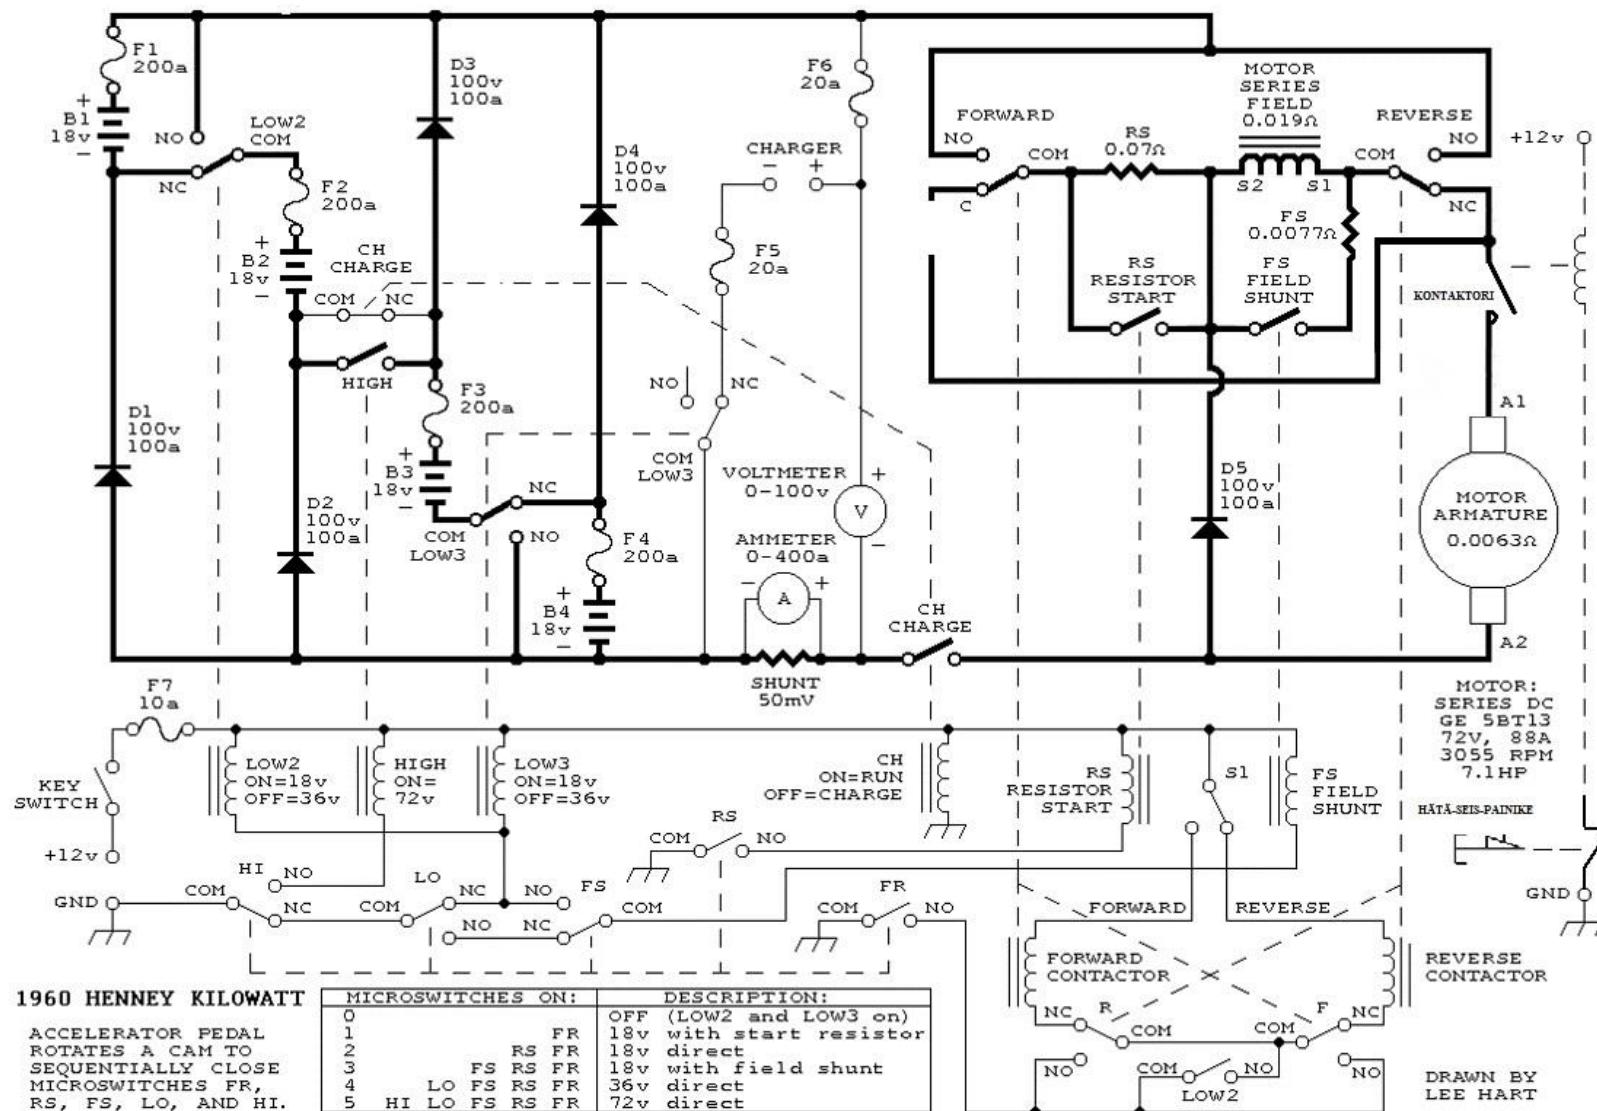 F1
200a
+
B1
18v
-
NO
LOW2
COM
NC
F2
200a
+
B2
18v
-
CH
CHARGE
COM
NC
HIGH
D3
100v
100a
D4
100v
100a
F6
20a
CHARGER
- +
F5
20a
NO
NC
COM
LOW3
F3
200a
+
B3
18v
-
NC
COM
LOW3
NO
F4
200a
+
B4
18v
-
D1
100v
100a
D2
100v
100a
VOLTMETER
0-100v
+
V
-
AMMETER
0-400a
- A +
SHUNT
50mV
CH
CHARGE
FORWARD
NO
COM
C
RS
0.07Ω
MOTOR
SERIES
FIELD
0.019Ω
S2
S1
REVERSE
NO
COM
NC
FS
0.0077Ω
RS
RESISTOR
START
FS
FIELD
SHUNT
+12v
KONTAKTORI
D5
100v
100a
A1
MOTOR
ARMATURE
0.0063Ω
A2
MOTOR:
SERIES DC
GE 5BT13
72V, 88A
3055 RPM
7.1HP
HÄTÄ-SEIS-PAINIKE
GND
F7
10a
KEY
SWITCH
+12v
GND
LOW2
ON=18v
OFF=36v
HIGH
ON=
72v
LOW3
ON=18v
OFF=36v
CH
ON=RUN
OFF=CHARGE
RS
RESISTOR
START
S1
FS
FIELD
SHUNT
HI
NO
COM
NC
LO
COM
NC
NO
NO
FS
NC
COM
RS
COM
NO
FR
COM
NO
FORWARD
REVERSE
FORWARD
CONTACTOR
REVERSE
CONTACTOR
NC
R
COM
NO
COM
F
NC
NO
COM
NO
LOW2
1960 HENNEY KILOWATT
ACCELERATOR PEDAL
ROTATES A CAM TO
SEQUENTIALLY CLOSE
MICROSWITCHES FR,
RS, FS, LO, AND HI.
MICROSWITCHES ON: DESCRIPTION:
0 OFF (LOW2 and LOW3 on)
1 FR 18v with start resistor
2 RS FR 18v direct
3 FS RS FR 18v with field shunt
4 LO FS RS FR 36v direct
5 HI LO FS RS FR 72v direct
DRAWN BY
LEE HART